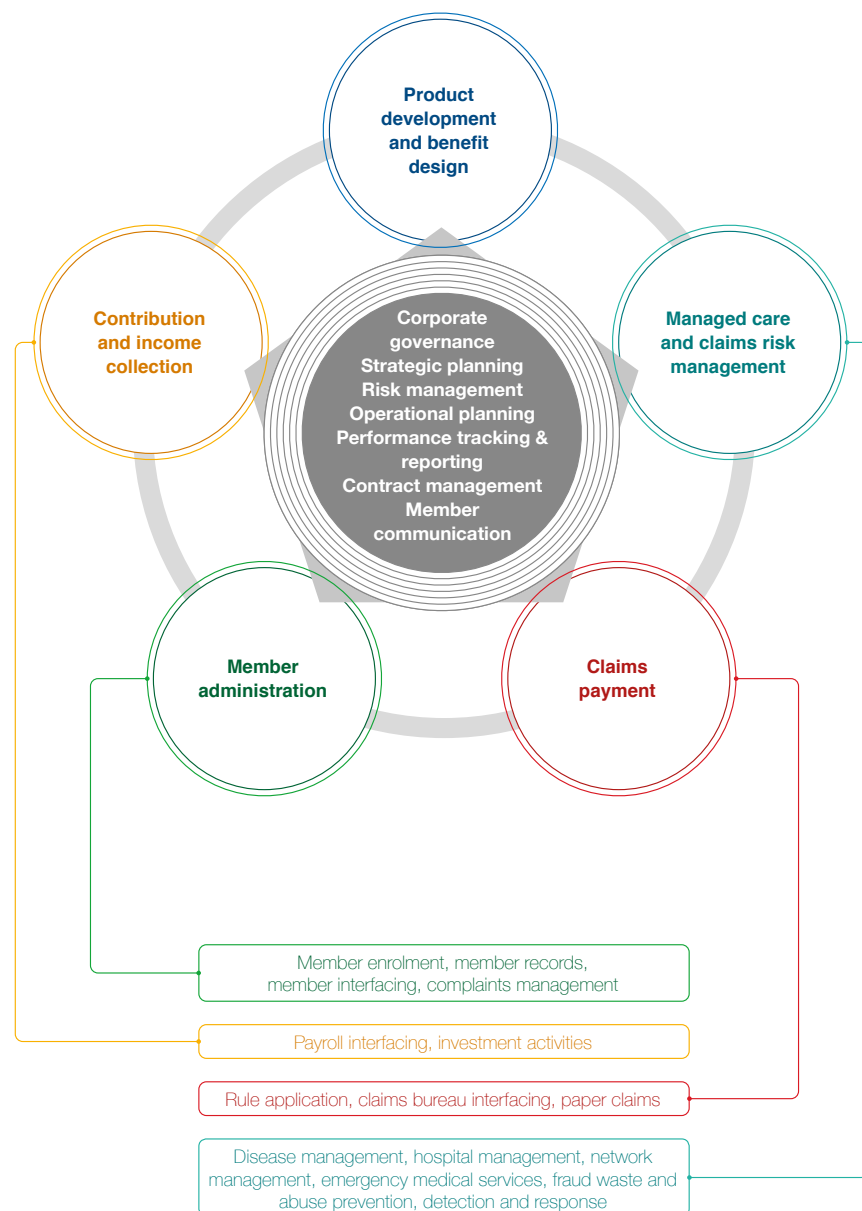 Product
development
and benefit
design
Contribution
and income
collection
Managed care
and claims risk
management
Corporate
governance
Strategic planning
Risk management
Operational planning
Performance tracking &
reporting
Contract management
Member
communication
Member
administration
Claims
payment
Member enrolment, member records,
member interfacing, complaints management
Payroll interfacing, investment activities
Rule application, claims bureau interfacing, paper claims
Disease management, hospital management, network
management, emergency medical services, fraud waste and
abuse prevention, detection and response